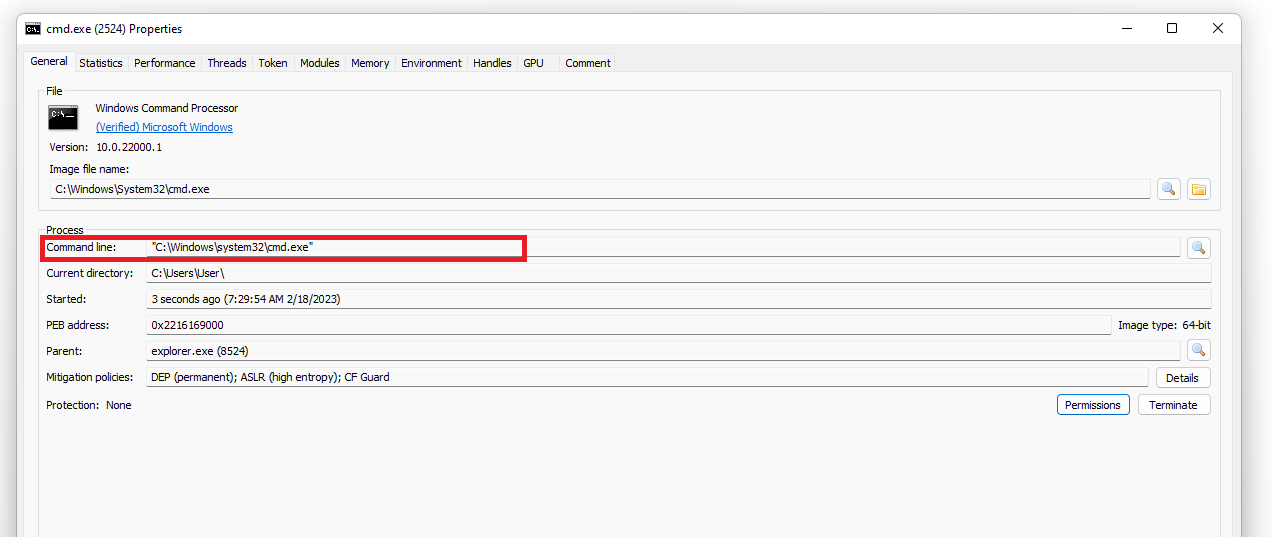 cmd.exe (2524) Properties
General Statistics Performance Threads Token Modules Memory Environment Handles GPU Comment
File
C:\_
Windows Command Processor
(Verified) Microsoft Windows
Version: 10.0.22000.1
Image file name:
C:\Windows\System32\cmd.exe
Process
Command line: "C:\Windows\system32\cmd.exe"
Current directory: C:\Users\User\
Started: 3 seconds ago (7:29:54 AM 2/18/2023)
PEB address: 0x2216169000 Image type: 64-bit
Parent: explorer.exe (8524)
Mitigation policies: DEP (permanent); ASLR (high entropy); CF Guard Details
Protection: None Permissions Terminate